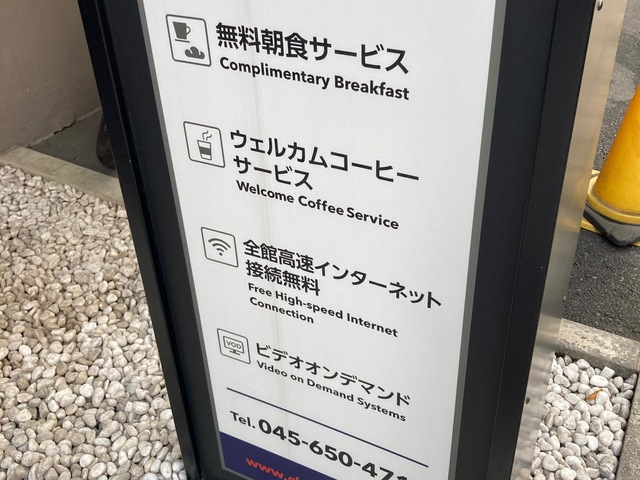 無料朝食サービス
Complimentary Breakfast
ウェルカムコーヒー
サービス
Welcome Coffee Service
全館高速インターネット
接続無料
Free High-speed Internet
Connection
VOD
ビデオオンデマンド
Video on Demand Systems
Tel. 045-650-47
www.